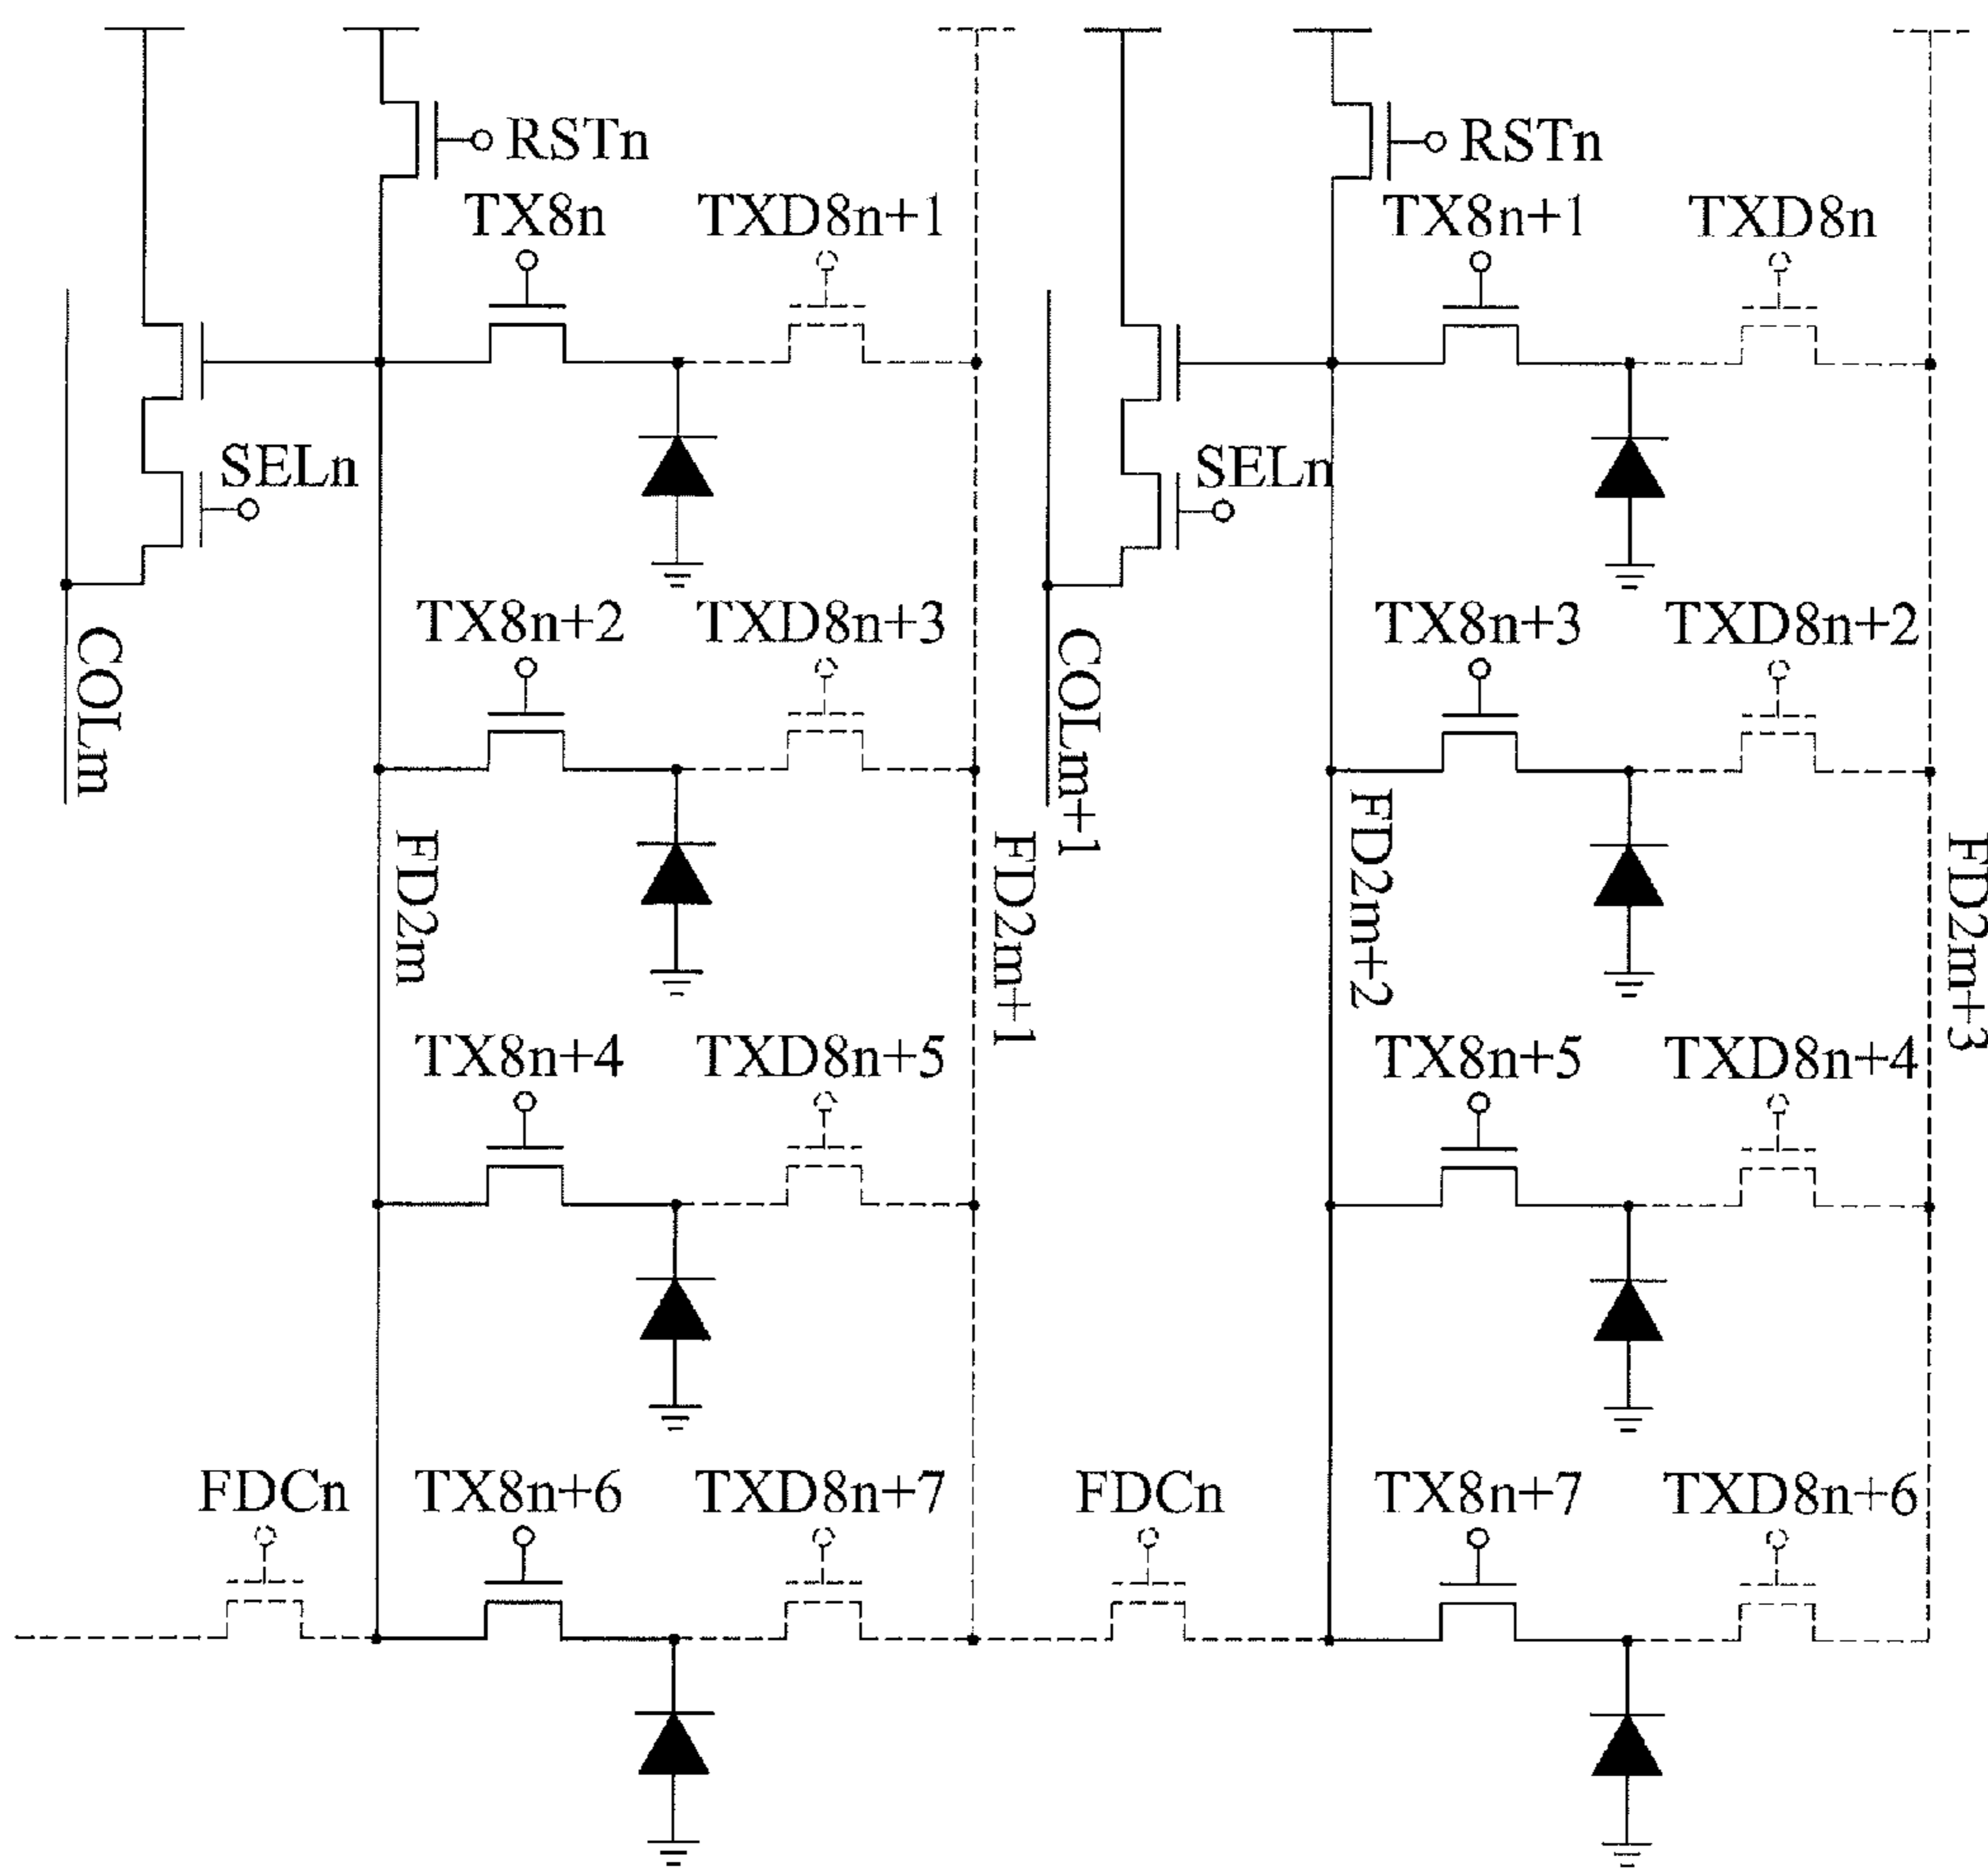 RSTn
RSTn
TX8n
TXD8n+1
TX8n+1
TXD8n
SELn
SELn
TX8n+2
TXD8n+3
TX8n+3
TXD8n+2
COLm
COLm+1
FD2m
FD2m+1
FD2m+2
FD2m+3
TX8n+4
TXD8n+5
TX8n+5
TXD8n+4
FDCn
TX8n+6
TXD8n+7
FDCn
TX8n+7
TXD8n+6